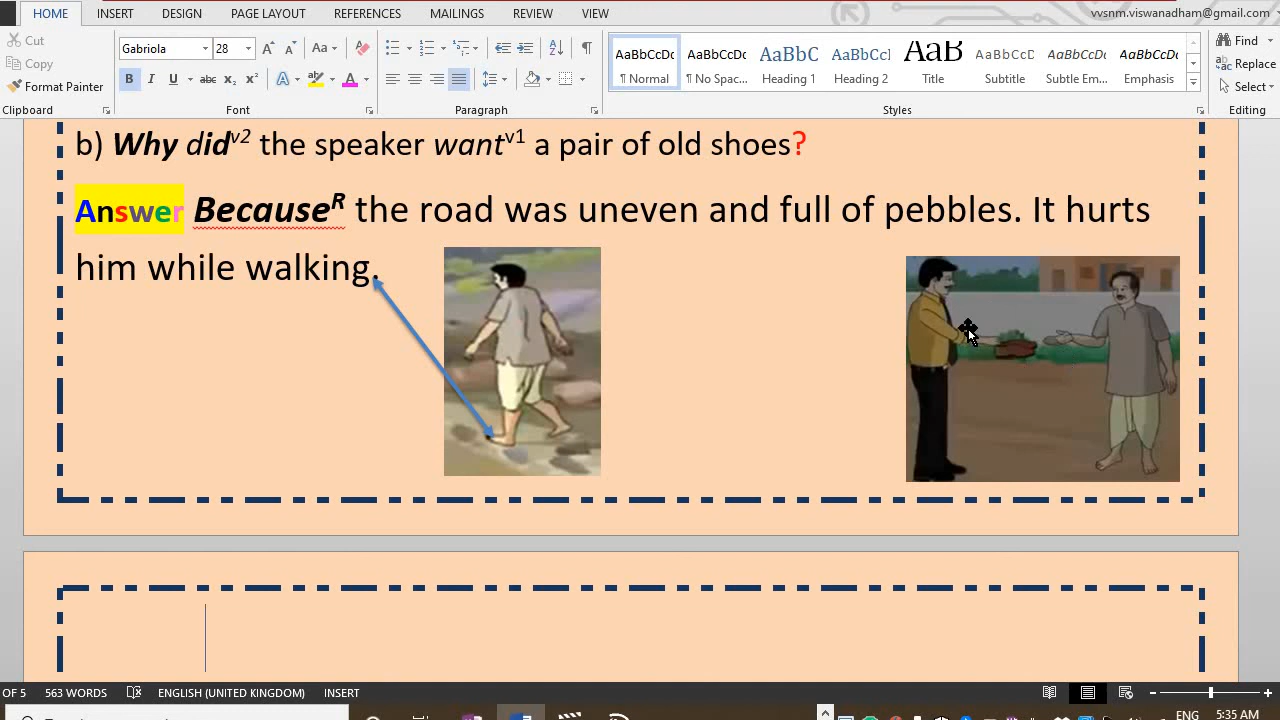 HOME INSERT DESIGN PAGE LAYOUT REFERENCES MAILINGS REVIEW VIEW vvsnm.viswanadham@gmail.com
Cut
Copy
Format Painter
Clipboard
Gabriola 28 Aa
B I U abc x₂ x² A A
Font
Paragraph
AaBbCcDc AaBbCcDc AaBbC AaBbCcl AaB AaBbCcD AaBbCcDc AaBbCcDc
¶ Normal ¶ No Spac... Heading 1 Heading 2 Title Subtitle Subtle Em... Emphasis
Styles
Find
Replace
Select
Editing
b) Why did v2 the speaker want v1 a pair of old shoes?
Answer Because R the road was uneven and full of pebbles. It hurts
him while walking.
OF 5 563 WORDS ENGLISH (UNITED KINGDOM) INSERT
ENG 5:35 AM